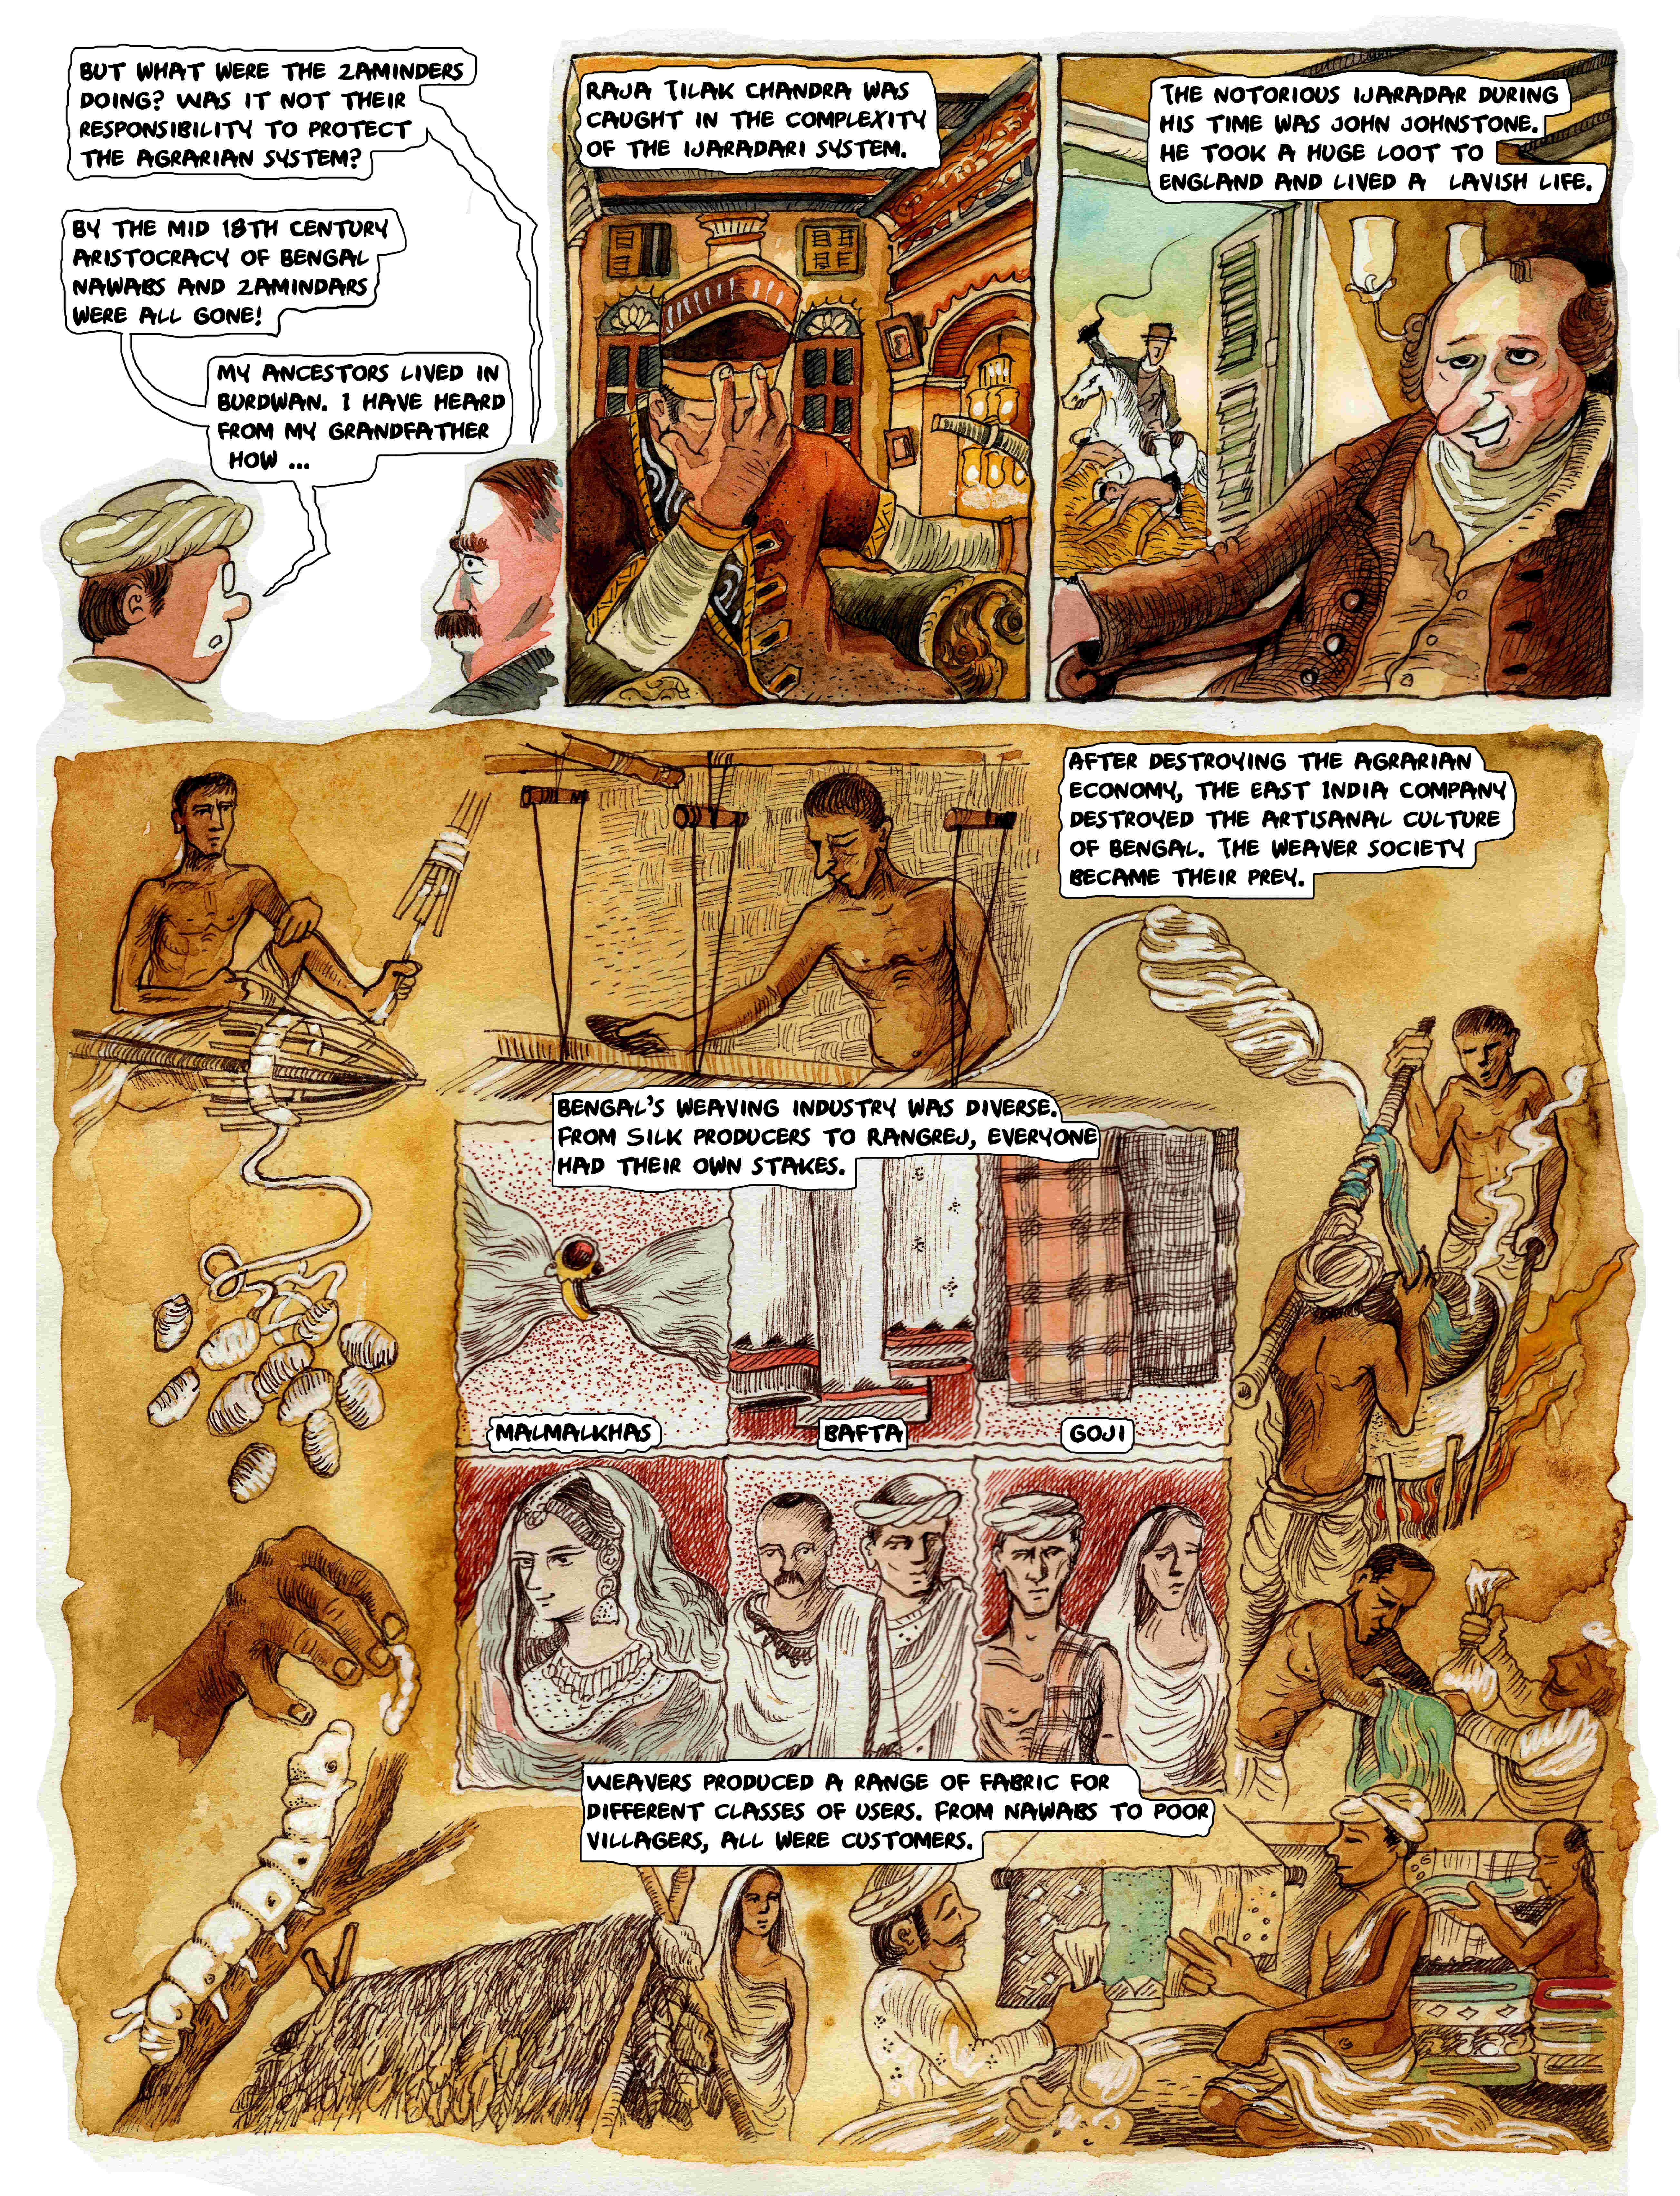 BUT WHAT WERE THE ZAMINDERS
DOING? WAS IT NOT THEIR
RESPONSIBILITY TO PROTECT
THE AGRARIAN SYSTEM?
BY THE MID 18TH CENTURY
ARISTOCRACY OF BENGAL
NAWABS AND ZAMINDARS
WERE ALL GONE!
MY ANCESTORS LIVED IN
BURDWAN. I HAVE HEARD
FROM MY GRANDFATHER
HOW ...
RAJA TILAK CHANDRA WAS
CAUGHT IN THE COMPLEXITY
OF THE IJARADARI SYSTEM.
THE NOTORIOUS IJARADAR DURING
HIS TIME WAS JOHN JOHNSTONE.
HE TOOK A HUGE LOOT TO
ENGLAND AND LIVED A LAVISH LIFE.
AFTER DESTROYING THE AGRARIAN
ECONOMY, THE EAST INDIA COMPANY
DESTROYED THE ARTISANAL CULTURE
OF BENGAL. THE WEAVER SOCIETY
BECAME THEIR PREY.
BENGAL'S WEAVING INDUSTRY WAS DIVERSE.
FROM SILK PRODUCERS TO RANGREJ, EVERYONE
HAD THEIR OWN STAKES.
MALMALKHAS
BAFTA
GOJI
WEAVERS PRODUCED A RANGE OF FABRIC FOR
DIFFERENT CLASSES OF USERS. FROM NAWABS TO POOR
VILLAGERS, ALL WERE CUSTOMERS.